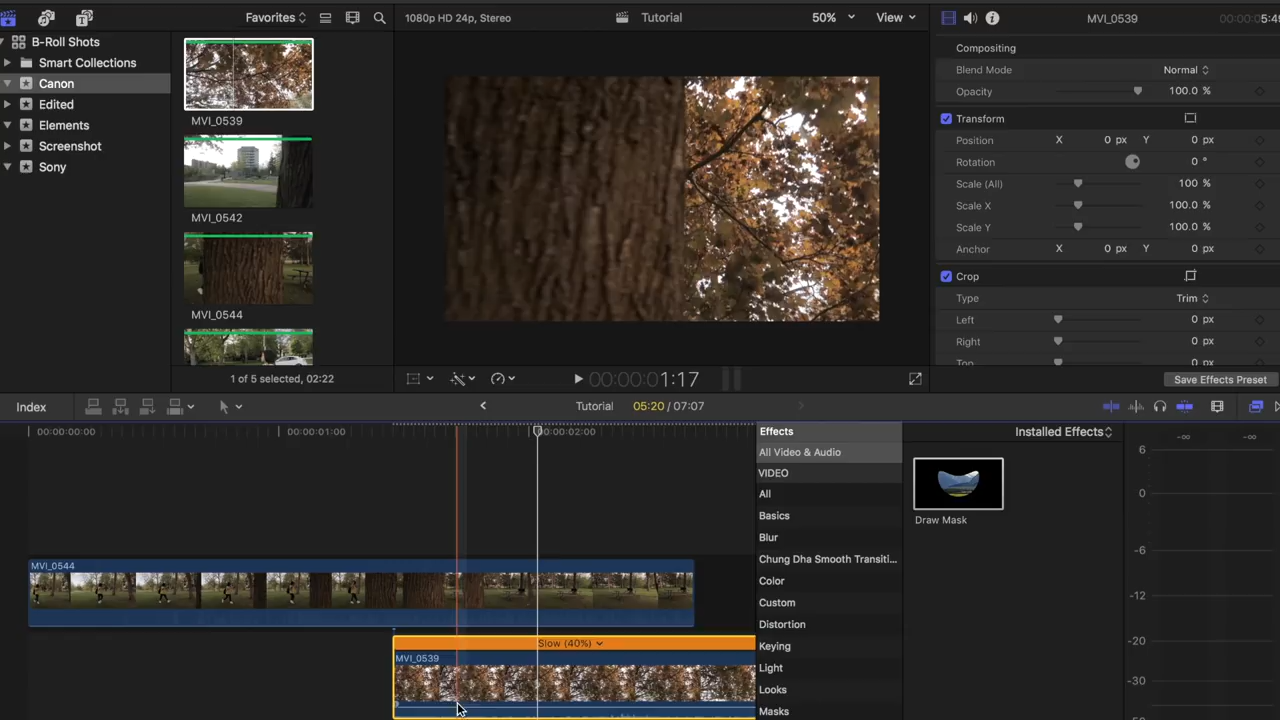 Favorites
1080p HD 24p, Stereo
Tutorial
50%
View
MVI_0539
B-Roll Shots
Smart Collections
Canon
Edited
Elements
Screenshot
Sony
MVI_0539
MVI_0542
MVI_0544
1 of 5 selected, 02:22
00:00:00:01:17
Compositing
Blend Mode Normal
Opacity 100.0 %
Transform
Position X 0 px Y 0 px
Rotation 0 °
Scale (All) 100 %
Scale X 100.0 %
Scale Y 100.0 %
Anchor X 0 px Y 0 px
Crop
Type Trim
Left 0 px
Right 0 px
Save Effects Preset
Index
Tutorial 05:20 / 07:07
00:00:00:00
00:00:01:00
00:00:02:00
MVI_0544
Slow (40%)
MVI_0539
Effects
All Video & Audio
VIDEO
All
Basics
Blur
Chung Dha Smooth Transiti...
Color
Custom
Distortion
Keying
Light
Looks
Masks
Installed Effects
Draw Mask
-∞ -∞
6
0
-6
-12
-20
-30